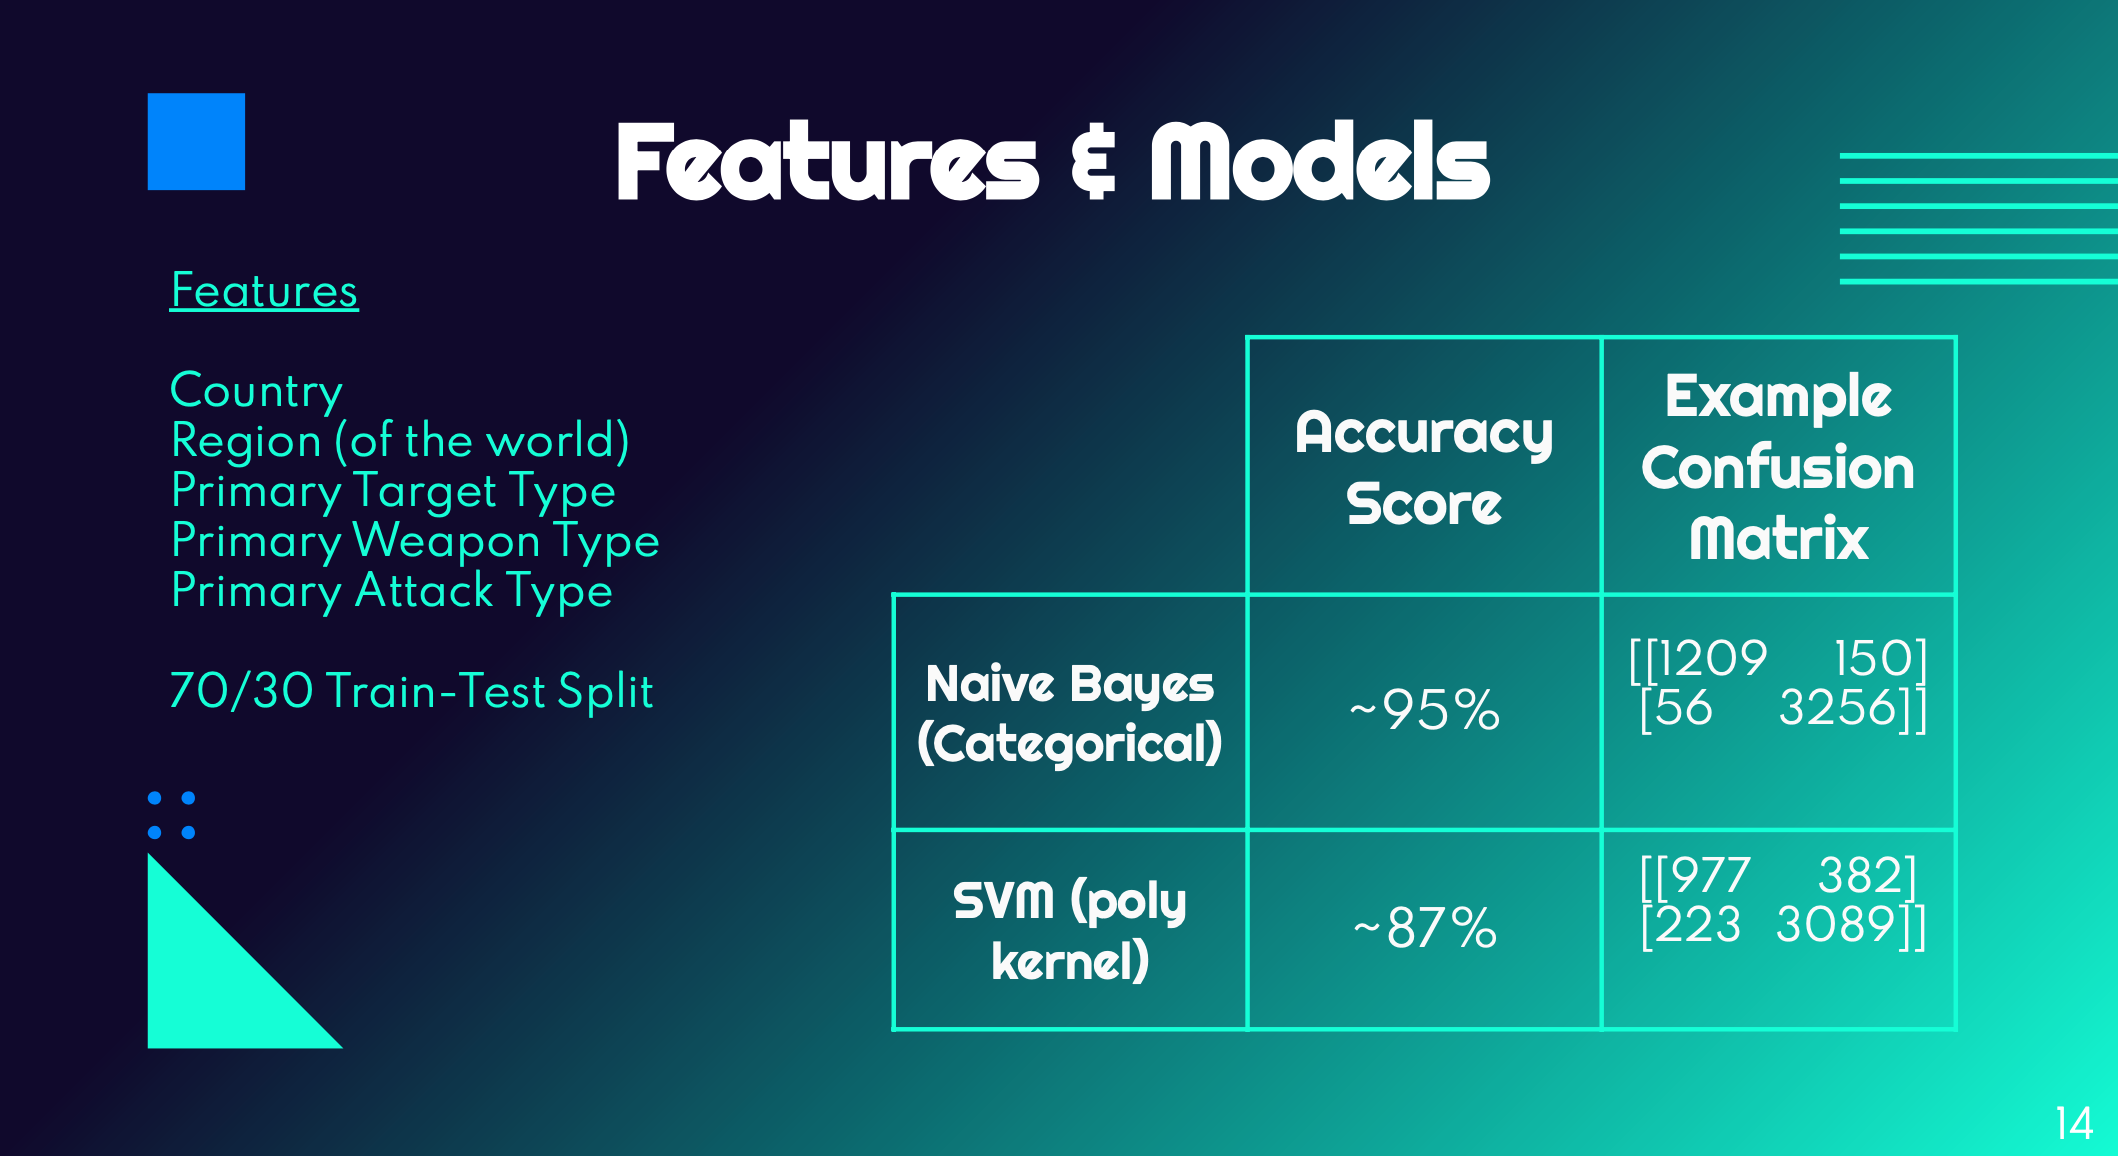 Features & Models
Features
Country
Region (of the world)
Primary Target Type
Primary Weapon Type
Primary Attack Type
70/30 Train-Test Split
Accuracy
Score
Example
Confusion
Matrix
Naive Bayes
(Categorical)
~95%
[[1209 150]
[56 3256]]
SVM (poly
kernel)
~87%
[[977 382]
[223 3089]]
14